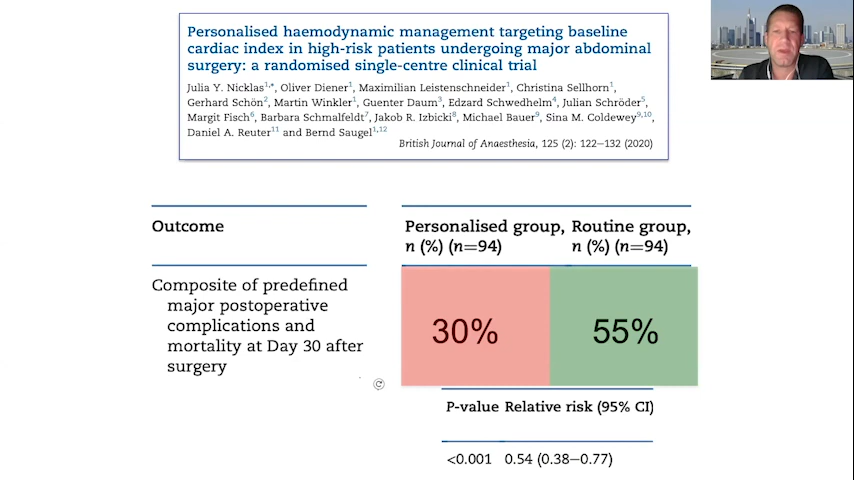 Personalised haemodynamic management targeting baseline
cardiac index in high-risk patients undergoing major abdominal
surgery: a randomised single-centre clinical trial
Julia Y. Nicklas¹,*, Oliver Diener¹, Maximilian Leistenschneider¹, Christina Sellhorn¹,
Gerhard Schön², Martin Winkler¹, Guenter Daum³, Edzard Schwedhelm⁴, Julian Schröder⁵,
Margit Fisch⁶, Barbara Schmalfeldt⁷, Jakob R. Izbicki⁸, Michael Bauer⁹, Sina M. Coldewey⁹,¹⁰,
Daniel A. Reuter¹¹ and Bernd Saugel¹,¹²
British Journal of Anaesthesia, 125 (2): 122–132 (2020)
Outcome
Personalised group, Routine group,
n (%) (n=94) n (%) (n=94)
Composite of predefined
major postoperative
complications and
mortality at Day 30 after
surgery
30% 55%
P-value Relative risk (95% CI)
<0.001 0.54 (0.38–0.77)